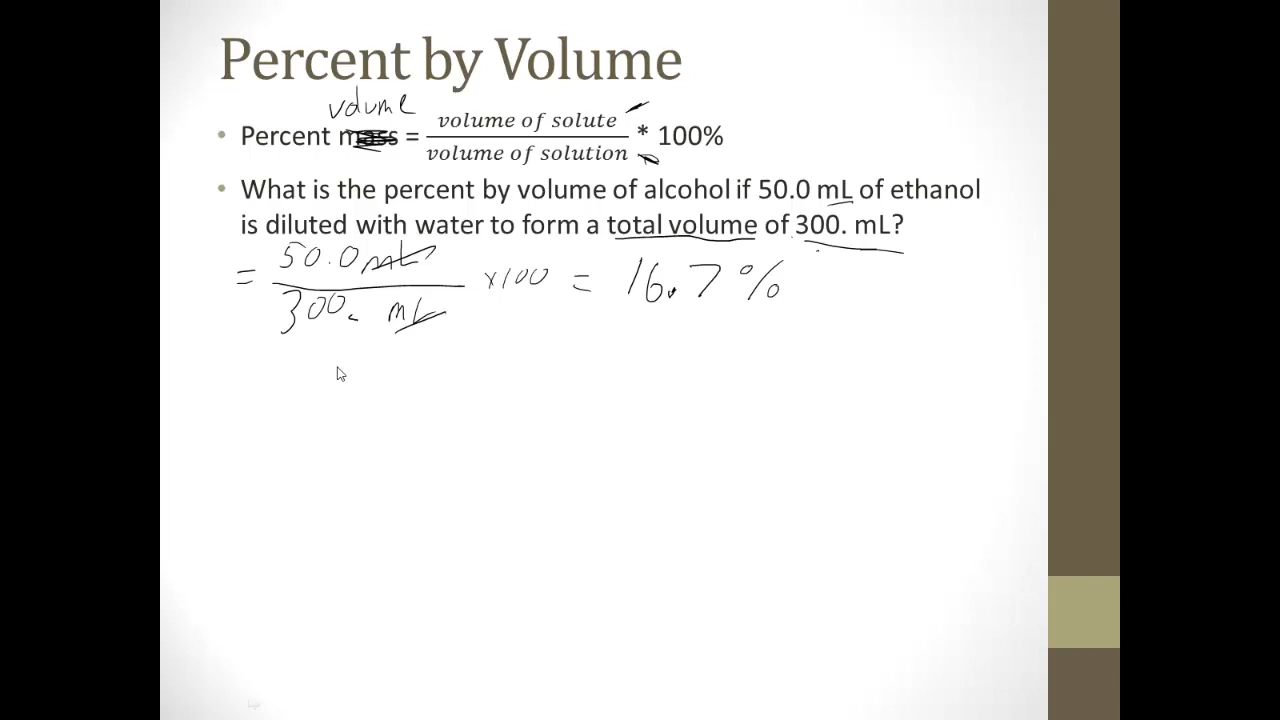 Percent by Volume
volume
• Percent mass = volume of solute / volume of solution * 100%
• What is the percent by volume of alcohol if 50.0 mL of ethanol
is diluted with water to form a total volume of 300. mL?
= 50.0 mL / 300. mL x100 = 16.7%